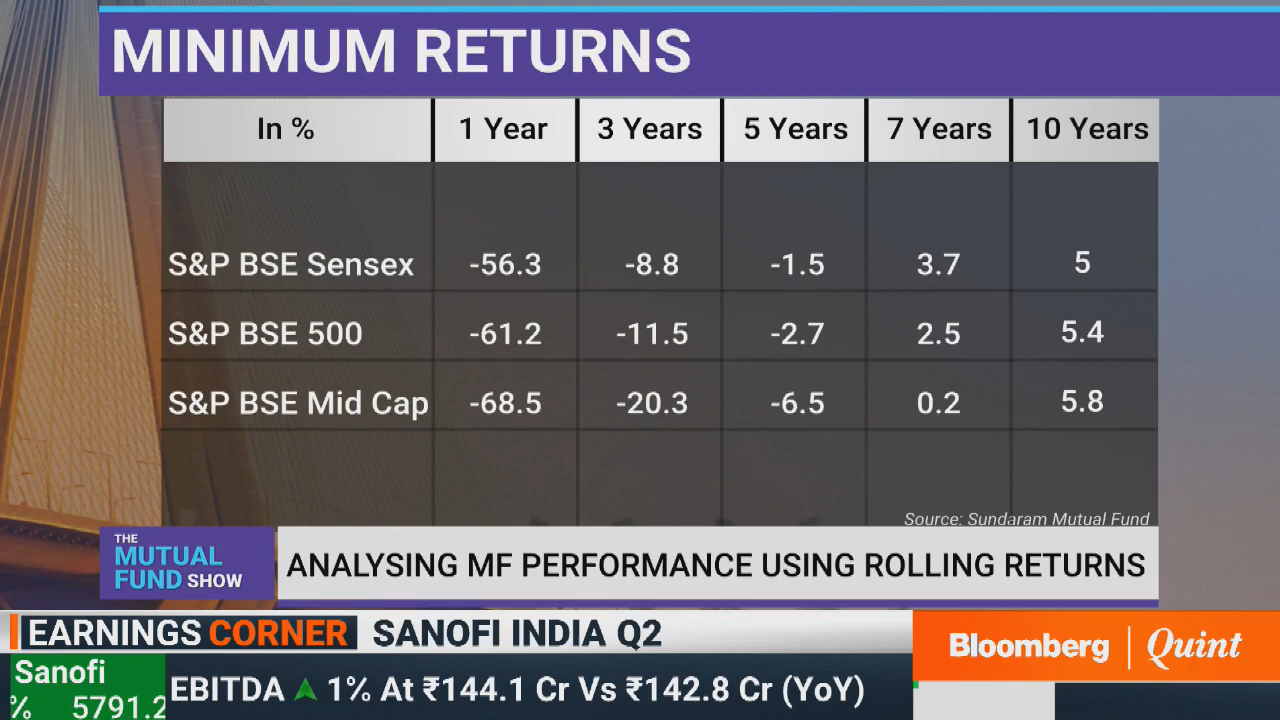 MINIMUM RETURNS
In % 1 Year 3 Years 5 Years 7 Years 10 Years
S&P BSE Sensex -56.3 -8.8 -1.5 3.7 5
S&P BSE 500 -61.2 -11.5 -2.7 2.5 5.4
S&P BSE Mid Cap -68.5 -20.3 -6.5 0.2 5.8
Source: Sundaram Mutual Fund
THE
MUTUAL
FUND SHOW
ANALYSING MF PERFORMANCE USING ROLLING RETURNS
EARNINGS CORNER SANOFI INDIA Q2
Bloomberg | Quint
Sanofi
% 5791.2
EBITDA ▲ 1% At ₹144.1 Cr Vs ₹142.8 Cr (YoY)